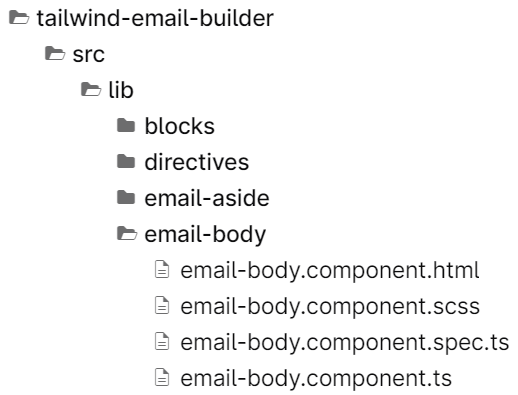 tailwind-email-builder
src
lib
blocks
directives
email-aside
email-body
email-body.component.html
email-body.component.scss
email-body.component.spec.ts
email-body.component.ts